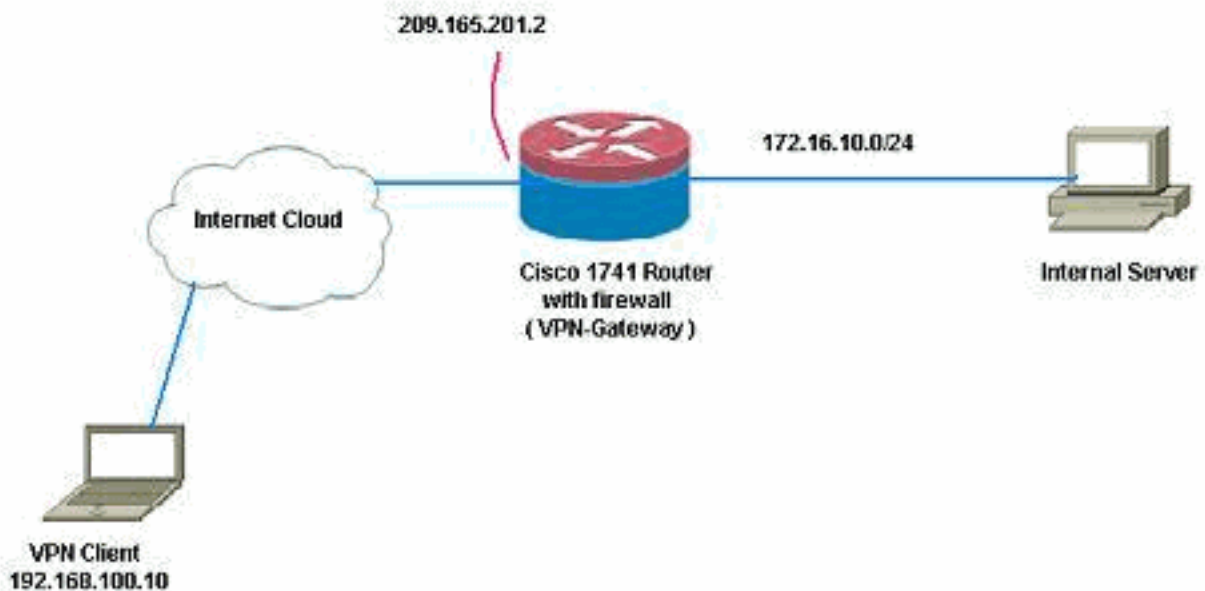 209.165.201.2
172.16.10.0/24
Internet Cloud
Cisco 1741 Router
with firewall
( VPN-Gateway )
Internal Server
VPN Client
192.168.100.10